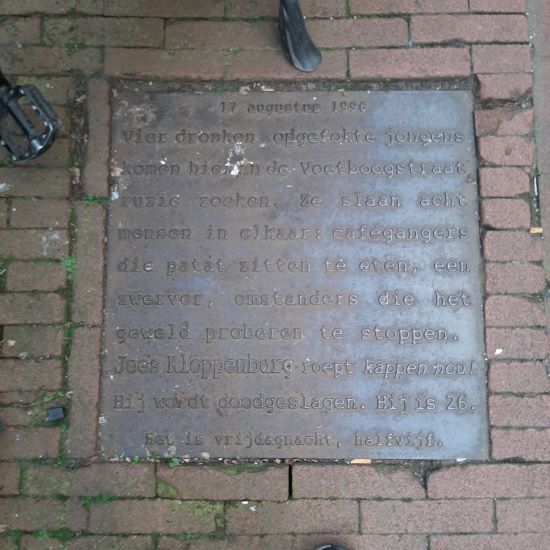 17 augustus 1996
Vier dronken opgefokte jongens
komen hier in de Voetboogstraat
ruzie zoeken. Ze slaan acht
mensen in elkaar: cafégangers
die patat zitten te eten, een
zwerver, omstanders die het
geweld proberen te stoppen.
Joes Kloppenburg roept kappen nou!
Hij wordt doodgeslagen. Hij is 26.
Het is vrijdagnacht, halfvijf.